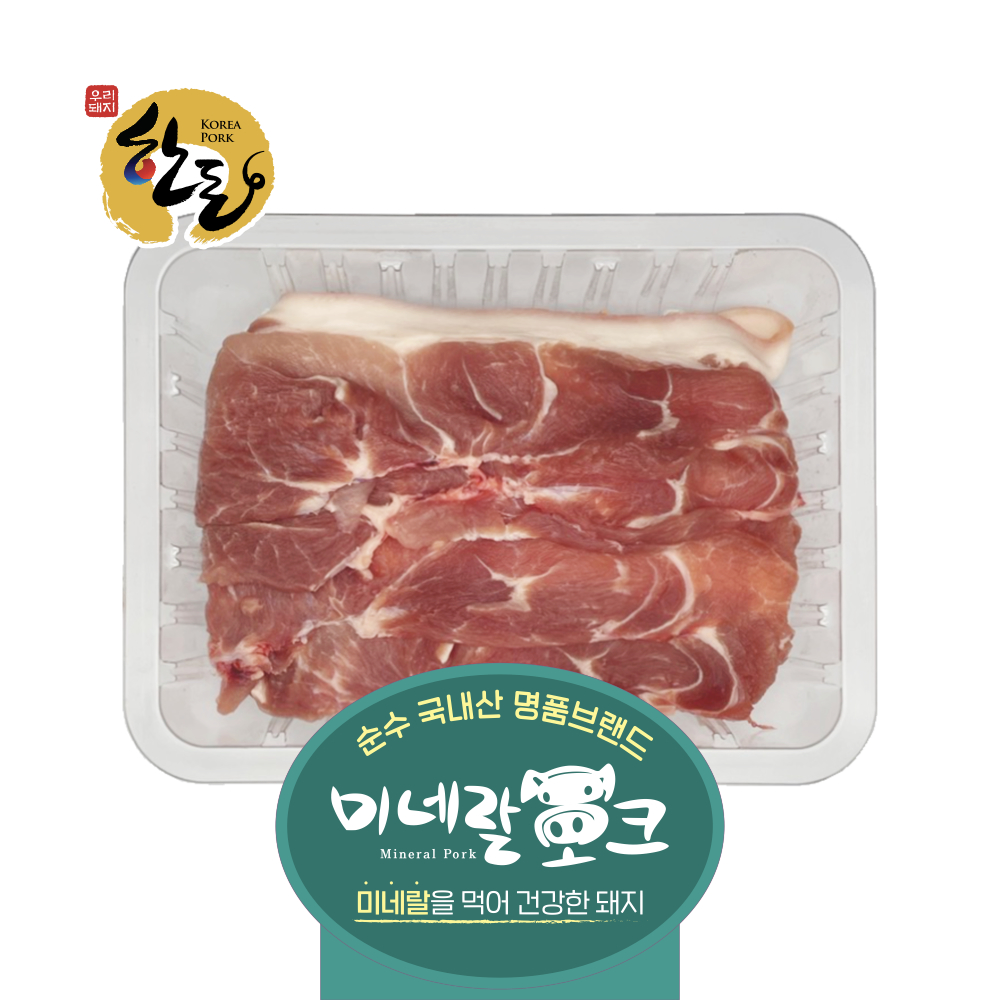 우리
돼지
한돈
KOREA
PORK
순수 국내산 명품브랜드
미네랄포크
Mineral Pork
미네랄을 먹어 건강한 돼지